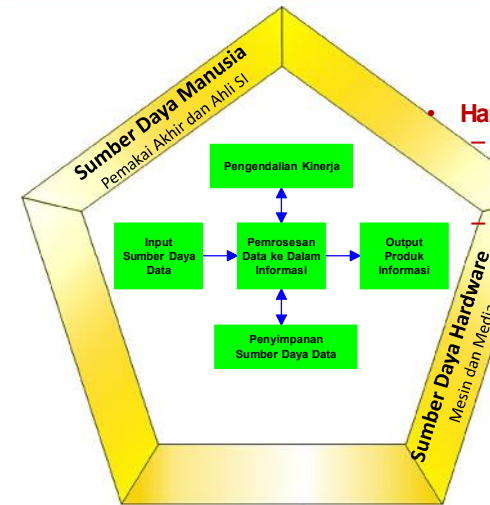 Sumber Daya Manusia
Pemakai Akhir dan Ahli SI
• Ha
–
–
Pengendalian Kinerja
Input
Sumber Daya
Data
Pemrosesan
Data ke Dalam
Informasi
Output
Produk
Informasi
Penyimpanan
Sumber Daya Data
Sumber Daya Hardware
Mesin dan Media